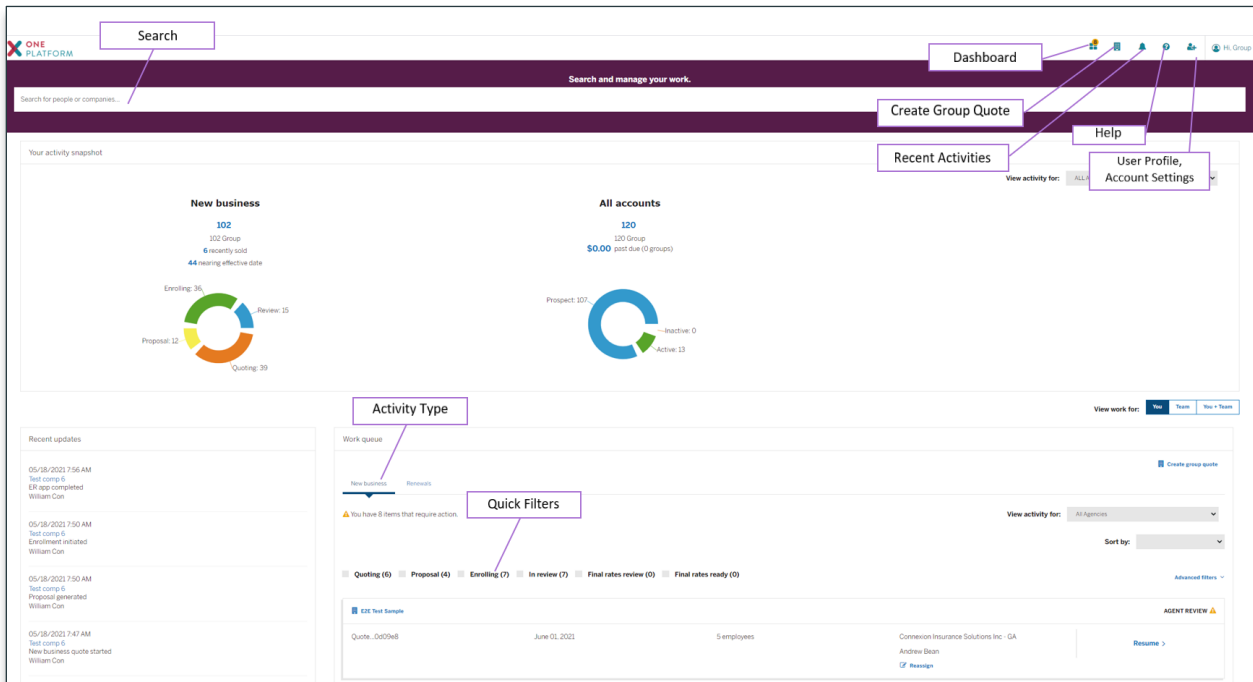 Search
ONE
PLATFORM
Dashboard
Hi, Group
Search and manage your work.
Search for people or companies...
Create Group Quote
Help
Recent Activities
User Profile,
Account Settings
Your activity snapshot
View activity for:
New business
102
102 Group
6 recently sold
44 nearing effective date
Enrolling: 36
Review: 15
Proposal: 12
Quoting: 39
All accounts
120
120 Group
$0.00 past due (0 groups)
Prospect: 107
Inactive: 0
Active: 13
Activity Type
View work for: You Team You + Team
Recent updates
05/18/2021 7:56 AM
Test comp 6
ER app completed
William Con
05/18/2021 7:50 AM
Test comp 6
Enrollment initiated
William Con
05/18/2021 7:50 AM
Test comp 6
Proposal generated
William Con
05/18/2021 7:47 AM
Test comp 6
New business quote started
William Con
Work queue
Create group quote
New business Renewals
Quick Filters
You have 8 items that require action.
View activity for: All Agencies
Sort by:
Quoting (6) Proposal (4) Enrolling (7) In review (7) Final rates review (0) Final rates ready (0)
Advanced filters
E2E Test Sample
AGENT REVIEW
Quote...0d09e8 June 01, 2021 5 employees Connexion Insurance Solutions Inc - GA
Andrew Bean
Reassign
Resume >